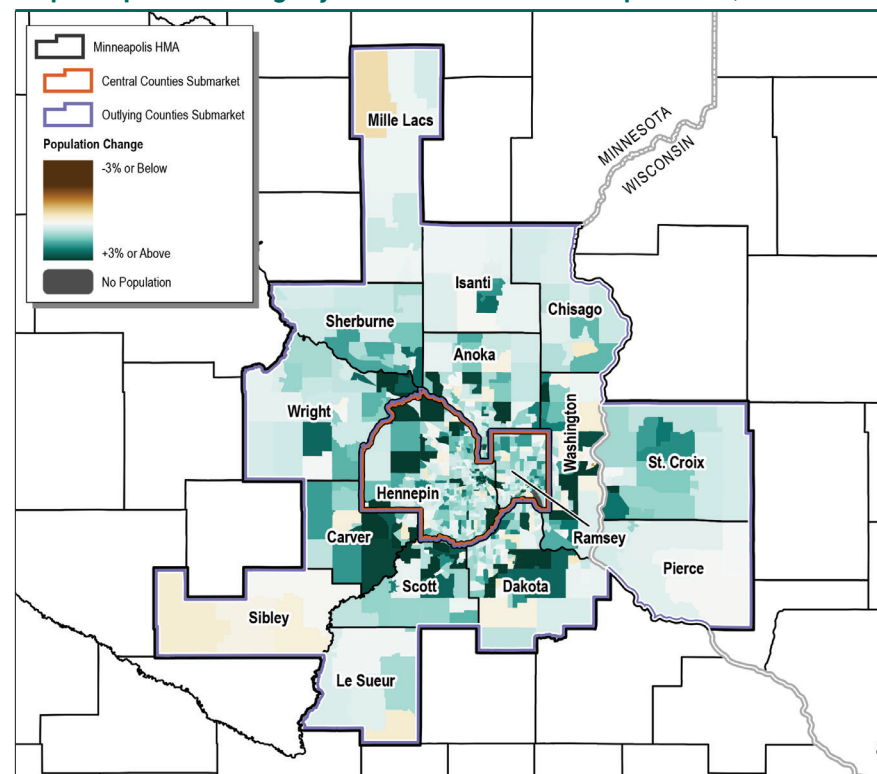 Minneapolis HMA
Central Counties Submarket
Outlying Counties Submarket
Population Change
-3% or Below
+3% or Above
No Population
MINNESOTA
WISCONSIN
Mille Lacs
Isanti
Chisago
Sherburne
Anoka
Wright
Washington
St. Croix
Hennepin
Ramsey
Carver
Pierce
Scott
Dakota
Sibley
Le Sueur